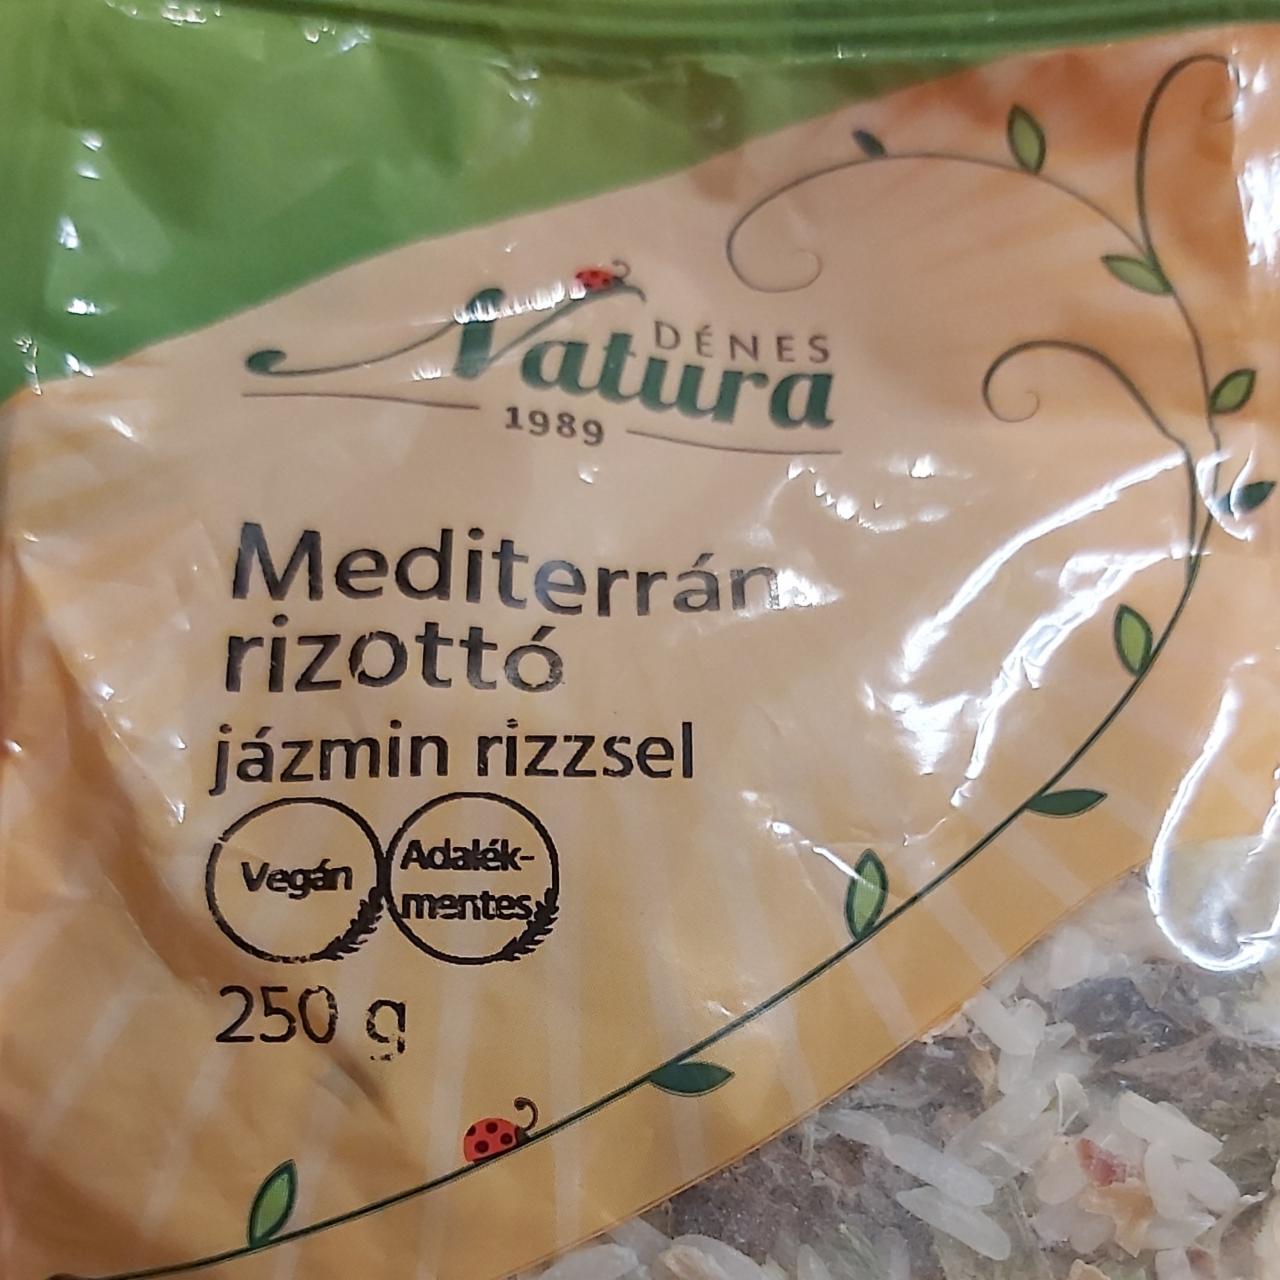 DÉNES
Natura
1989
Mediterrán
rizottó
jázmin rizzsel
Vegán
Adalék-
mentes
250 g